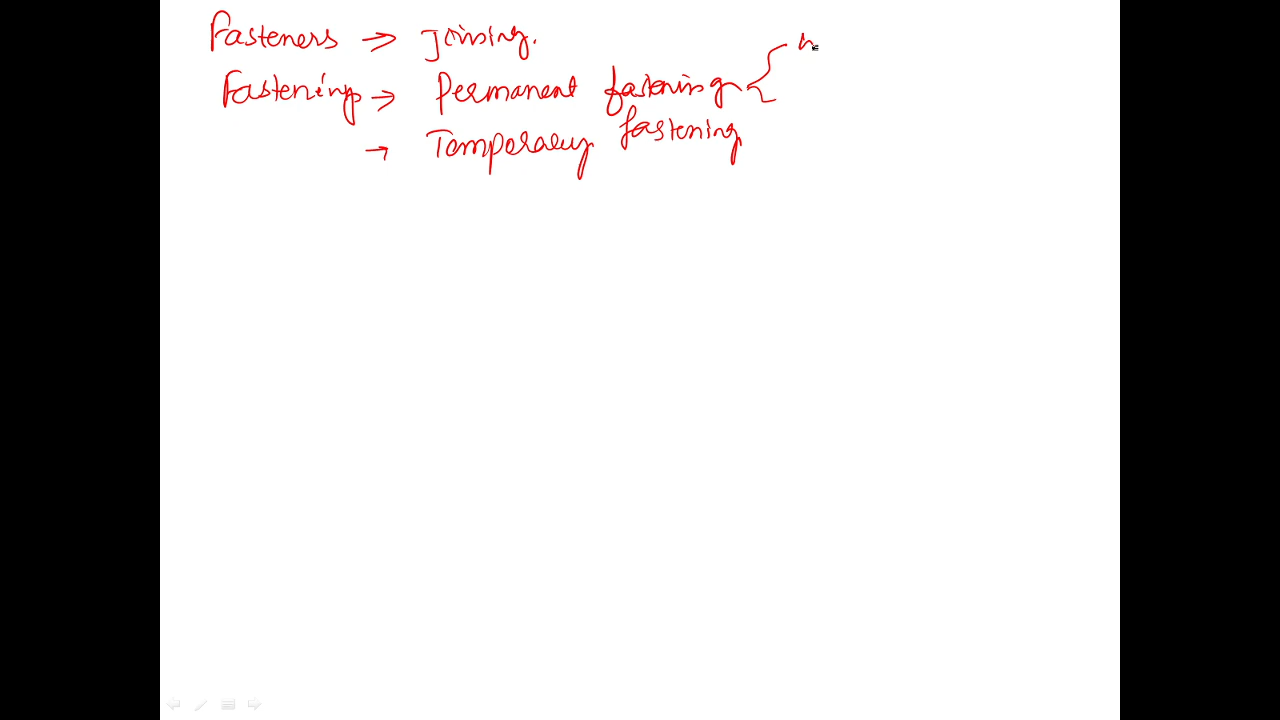 Fasteners → Joining.
Fastening → Permanent fastening
→ Temporary fastening